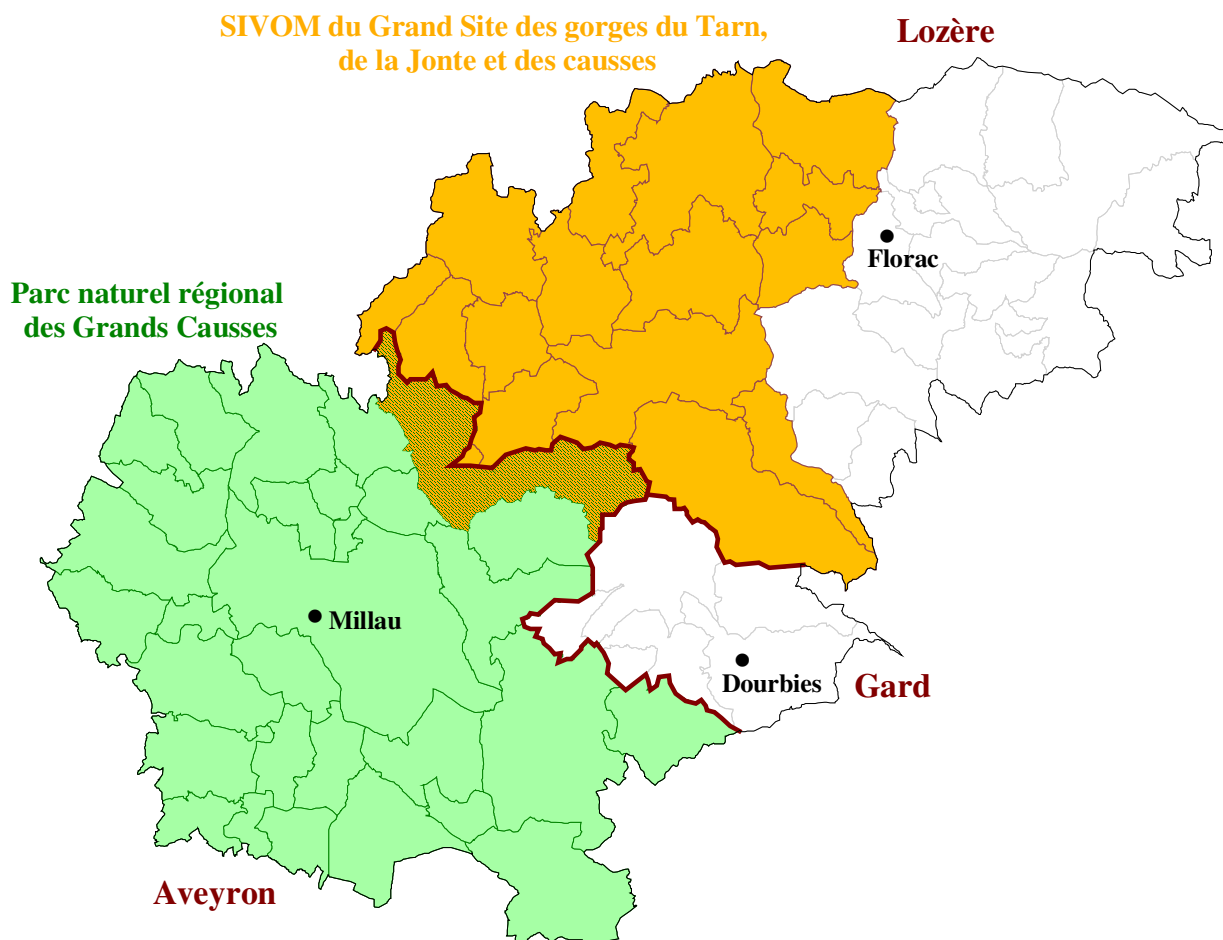 SIVOM du Grand Site des gorges du Tarn,
de la Jonte et des causses
Lozère
Florac
Parc naturel régional
des Grands Causses
Millau
Dourbies
Gard
Aveyron